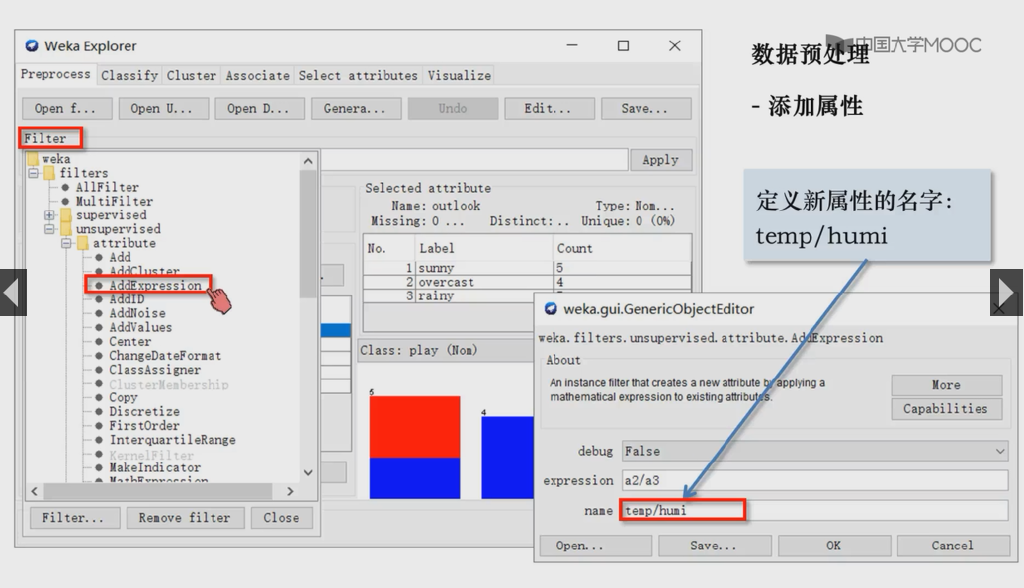 Weka Explorer
Preprocess Classify Cluster Associate Select attributes Visualize
Open f... Open U... Open D... Genera... Undo Edit... Save...
Filter
Apply
weka
filters
AllFilter
MultiFilter
supervised
unsupervised
attribute
Add
AddCluster
AddExpression
AddID
AddNoise
AddValues
Center
ChangeDateFormat
ClassAssigner
ClusterMembership
Copy
Discretize
FirstOrder
InterquartileRange
KernelFilter
MakeIndicator
MathExpression
Filter... Remove filter Close
Selected attribute
Name: outlook Type: Nom...
Missing: 0 ... Distinct:... Unique: 0 (0%)
No. Label Count
1 sunny 5
2 overcast 4
3 rainy
Class: play (Nom)
5
4
中国大学MOOC
数据预处理
- 添加属性
定义新属性的名字:
temp/humi
weka.gui.GenericObjectEditor
weka.filters.unsupervised.attribute.AddExpression
About
An instance filter that creates a new attribute by applying a
mathematical expression to existing attributes.
More
Capabilities
debug False
expression a2/a3
name temp/humi
Open... Save... OK Cancel